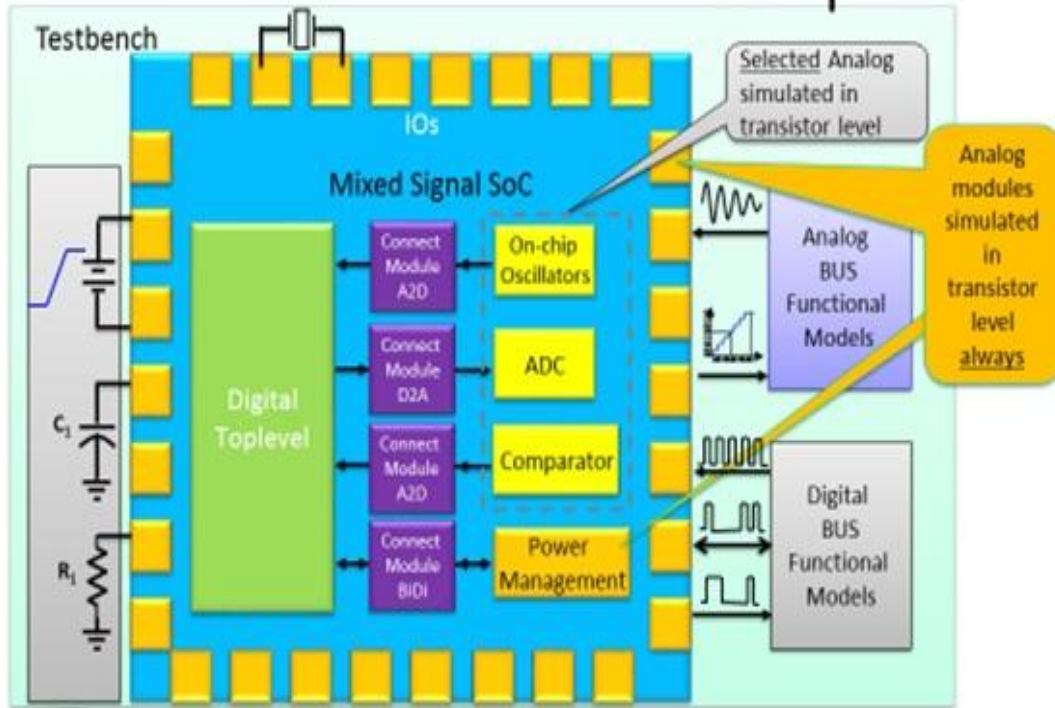 Testbench
Selected Analog
simulated in
transistor level
IOs
Mixed Signal SoC
Analog
modules
simulated
in
transistor
level
always
Connect
Module
A2D
On-chip
Oscillators
Analog
BUS
Functional
Models
Connect
Module
D2A
ADC
Digital
Toplevel
C1
Connect
Module
A2D
Comparator
Digital
BUS
Functional
Models
Connect
Module
BiDi
Power
Management
R1